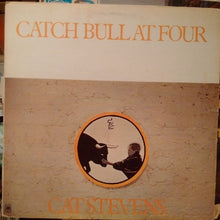 CATCH BULL AT FOUR
CAT STEVENS